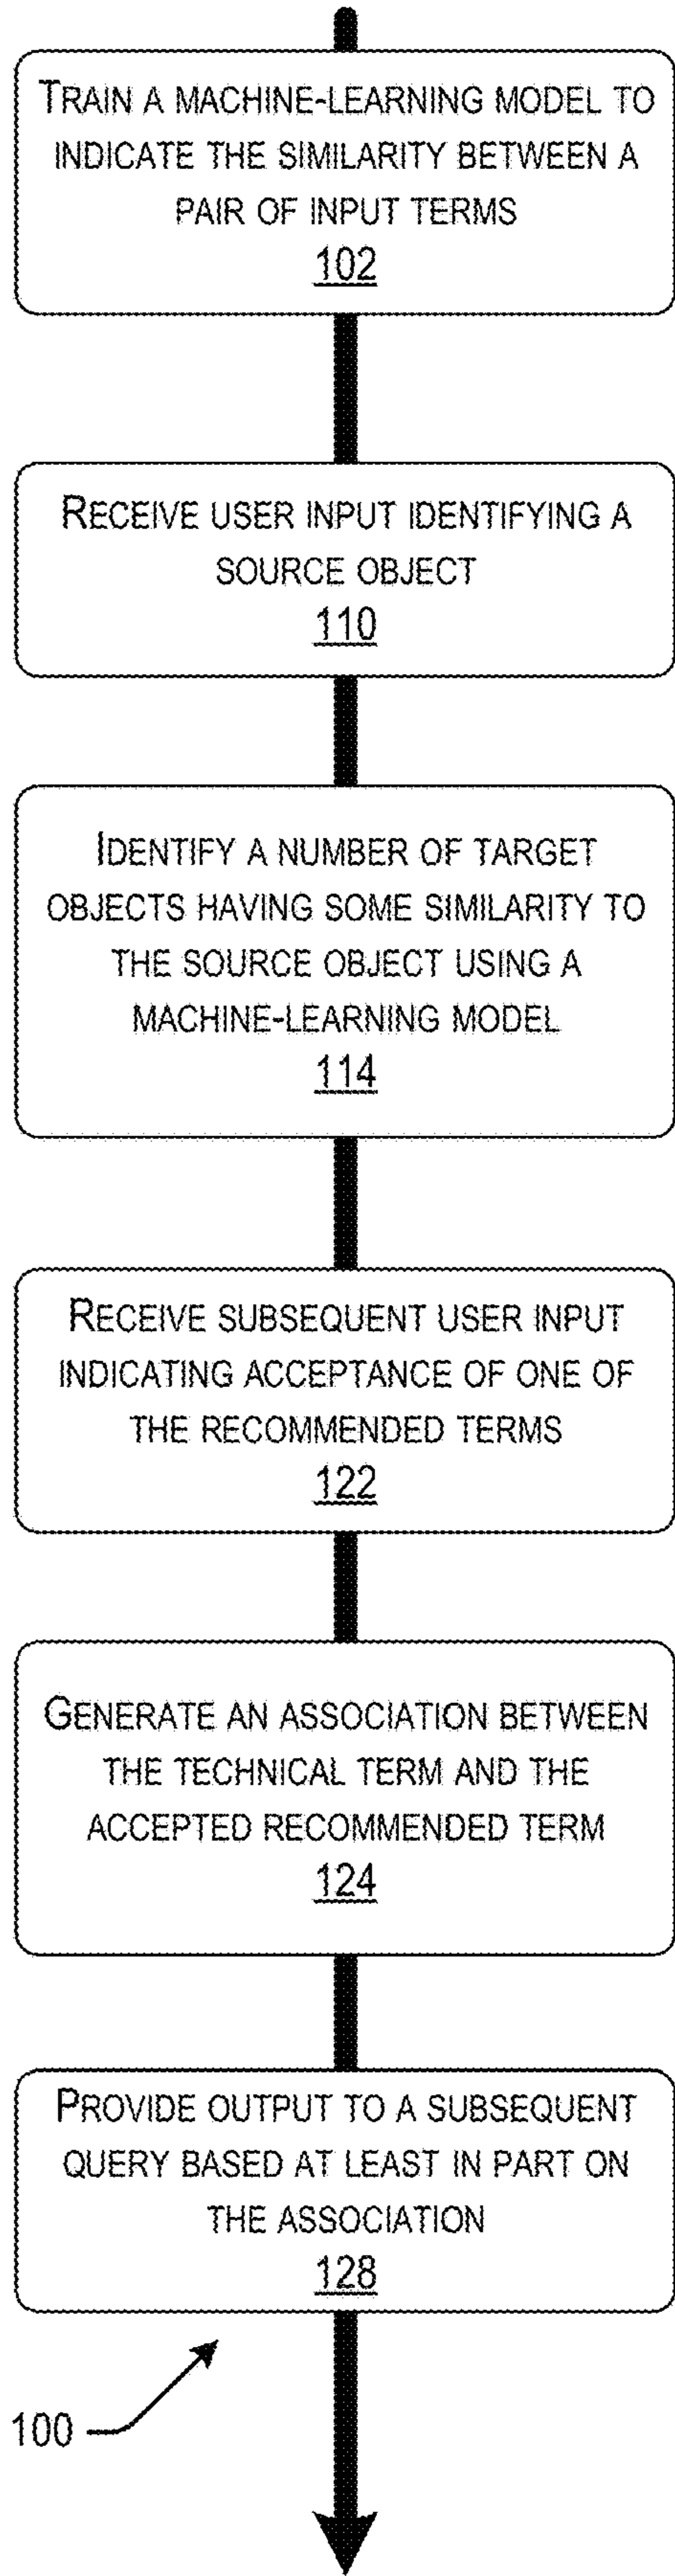 TRAIN A MACHINE-LEARNING MODEL TO
INDICATE THE SIMILARITY BETWEEN A
PAIR OF INPUT TERMS
102
RECEIVE USER INPUT IDENTIFYING A
SOURCE OBJECT
110
IDENTIFY A NUMBER OF TARGET
OBJECTS HAVING SOME SIMILARITY TO
THE SOURCE OBJECT USING A
MACHINE-LEARNING MODEL
114
RECEIVE SUBSEQUENT USER INPUT
INDICATING ACCEPTANCE OF ONE OF
THE RECOMMENDED TERMS
122
GENERATE AN ASSOCIATION BETWEEN
THE TECHNICAL TERM AND THE
ACCEPTED RECOMMENDED TERM
124
PROVIDE OUTPUT TO A SUBSEQUENT
QUERY BASED AT LEAST IN PART ON
THE ASSOCIATION
128
100